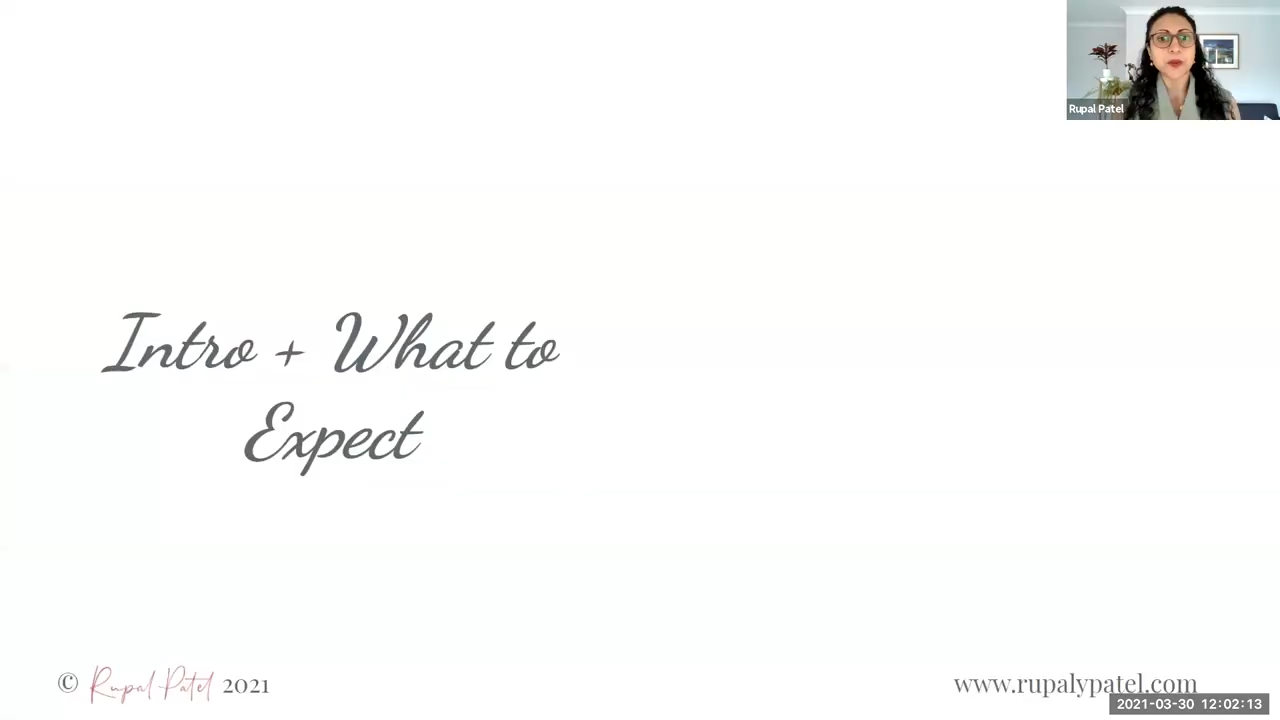 Rupal Patel
Intro + What to
Expect
© Rupal Patel 2021
www.rupalypatel.com
2021-03-30 12:02:13